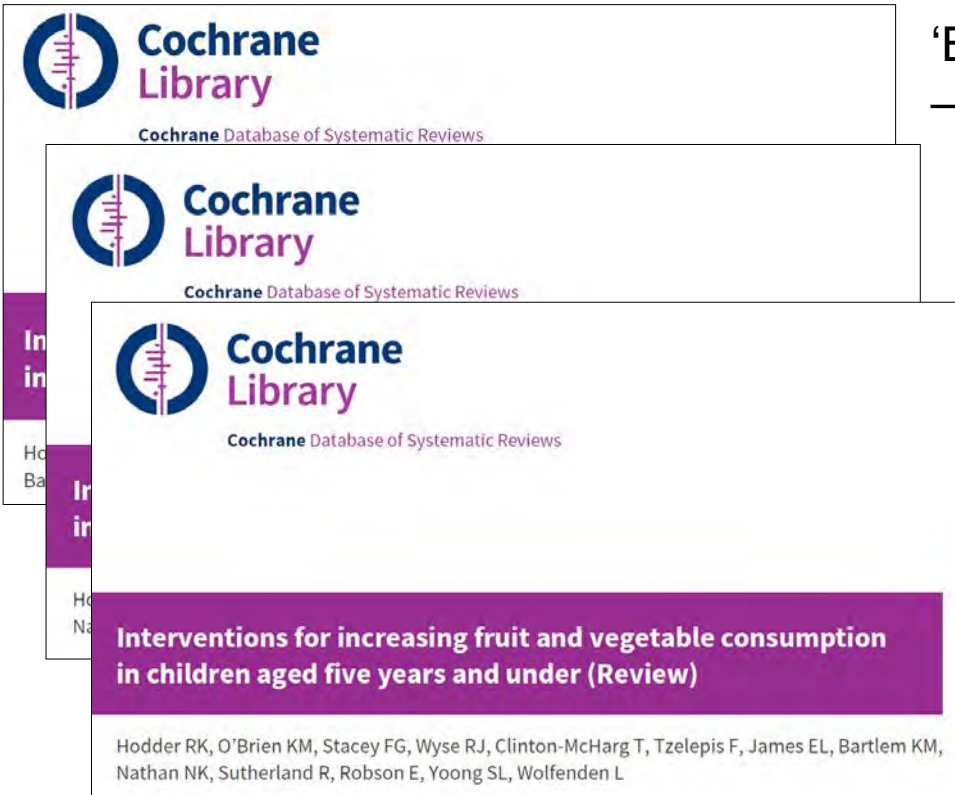 Cochrane
Library
Cochrane Database of Systematic Reviews
Cochrane
Library
Cochrane Database of Systematic Reviews
Cochrane
Library
Cochrane Database of Systematic Reviews
Interventions for increasing fruit and vegetable consumption
in children aged five years and under (Review)
Hodder RK, O'Brien KM, Stacey FG, Wyse RJ, Clinton-McHarg T, Tzelepis F, James EL, Bartlem KM,
Nathan NK, Sutherland R, Robson E, Yoong SL, Wolfenden L